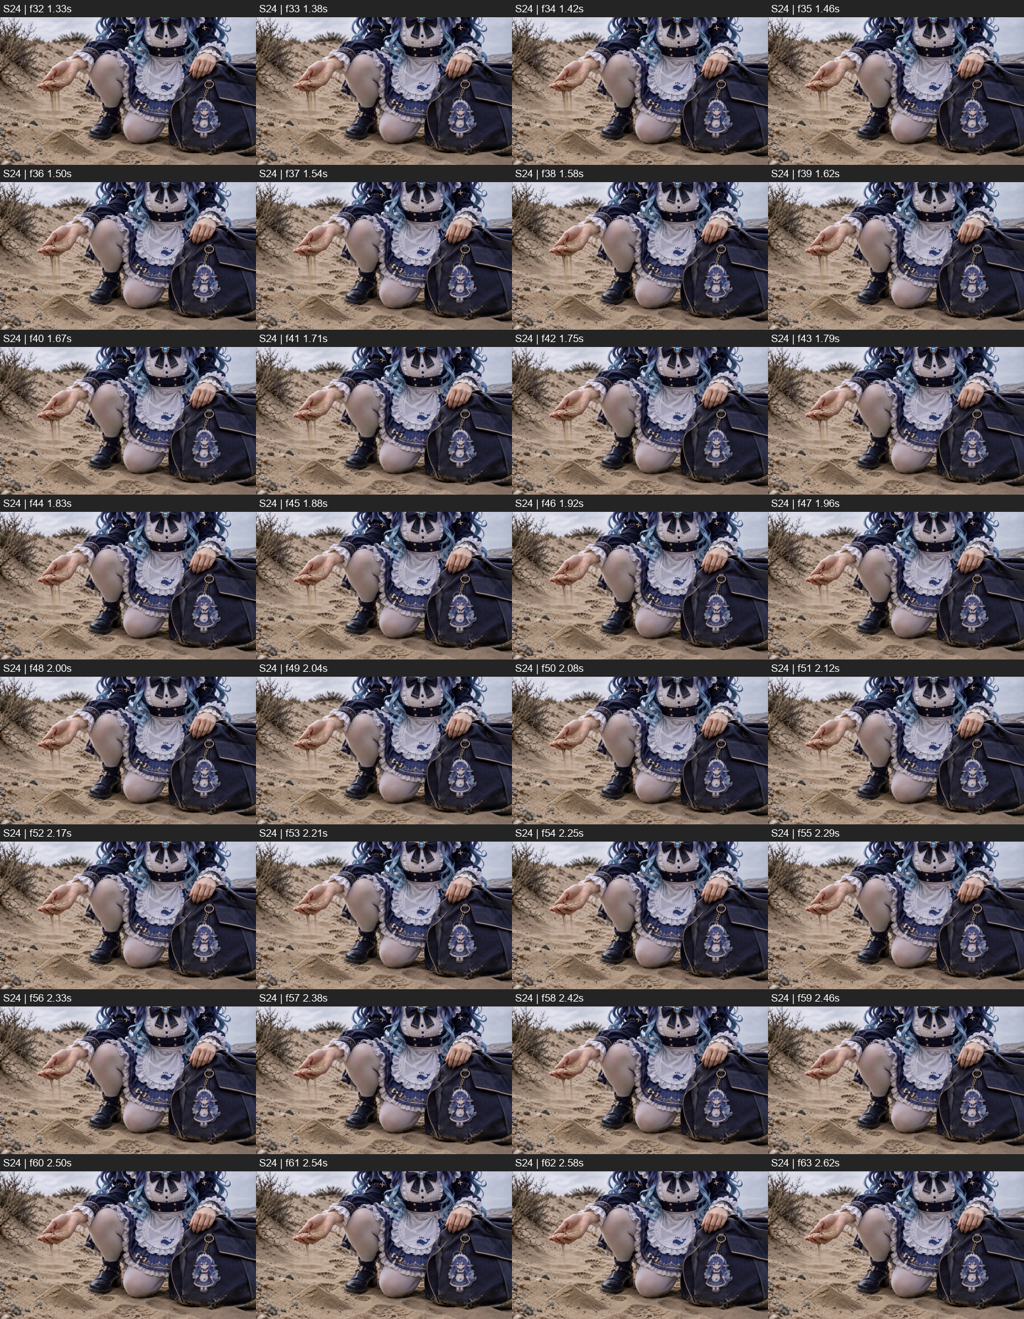 S24 | f32 1.33s
S24 | f33 1.38s
S24 | f34 1.42s
S24 | f35 1.46s
S24 | f36 1.50s
S24 | f37 1.54s
S24 | f38 1.58s
S24 | f39 1.62s
S24 | f40 1.67s
S24 | f41 1.71s
S24 | f42 1.75s
S24 | f43 1.79s
S24 | f44 1.83s
S24 | f45 1.88s
S24 | f46 1.92s
S24 | f47 1.96s
S24 | f48 2.00s
S24 | f49 2.04s
S24 | f50 2.08s
S24 | f51 2.12s
S24 | f52 2.17s
S24 | f53 2.21s
S24 | f54 2.25s
S24 | f55 2.29s
S24 | f56 2.33s
S24 | f57 2.38s
S24 | f58 2.42s
S24 | f59 2.46s
S24 | f60 2.50s
S24 | f61 2.54s
S24 | f62 2.58s
S24 | f63 2.62s